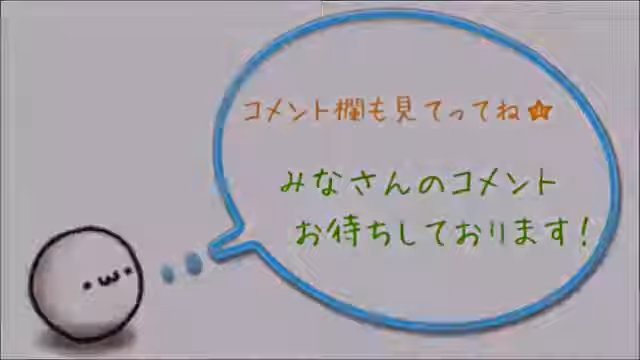 コメント欄も見てってね☆
みなさんのコメント
お待ちしております!